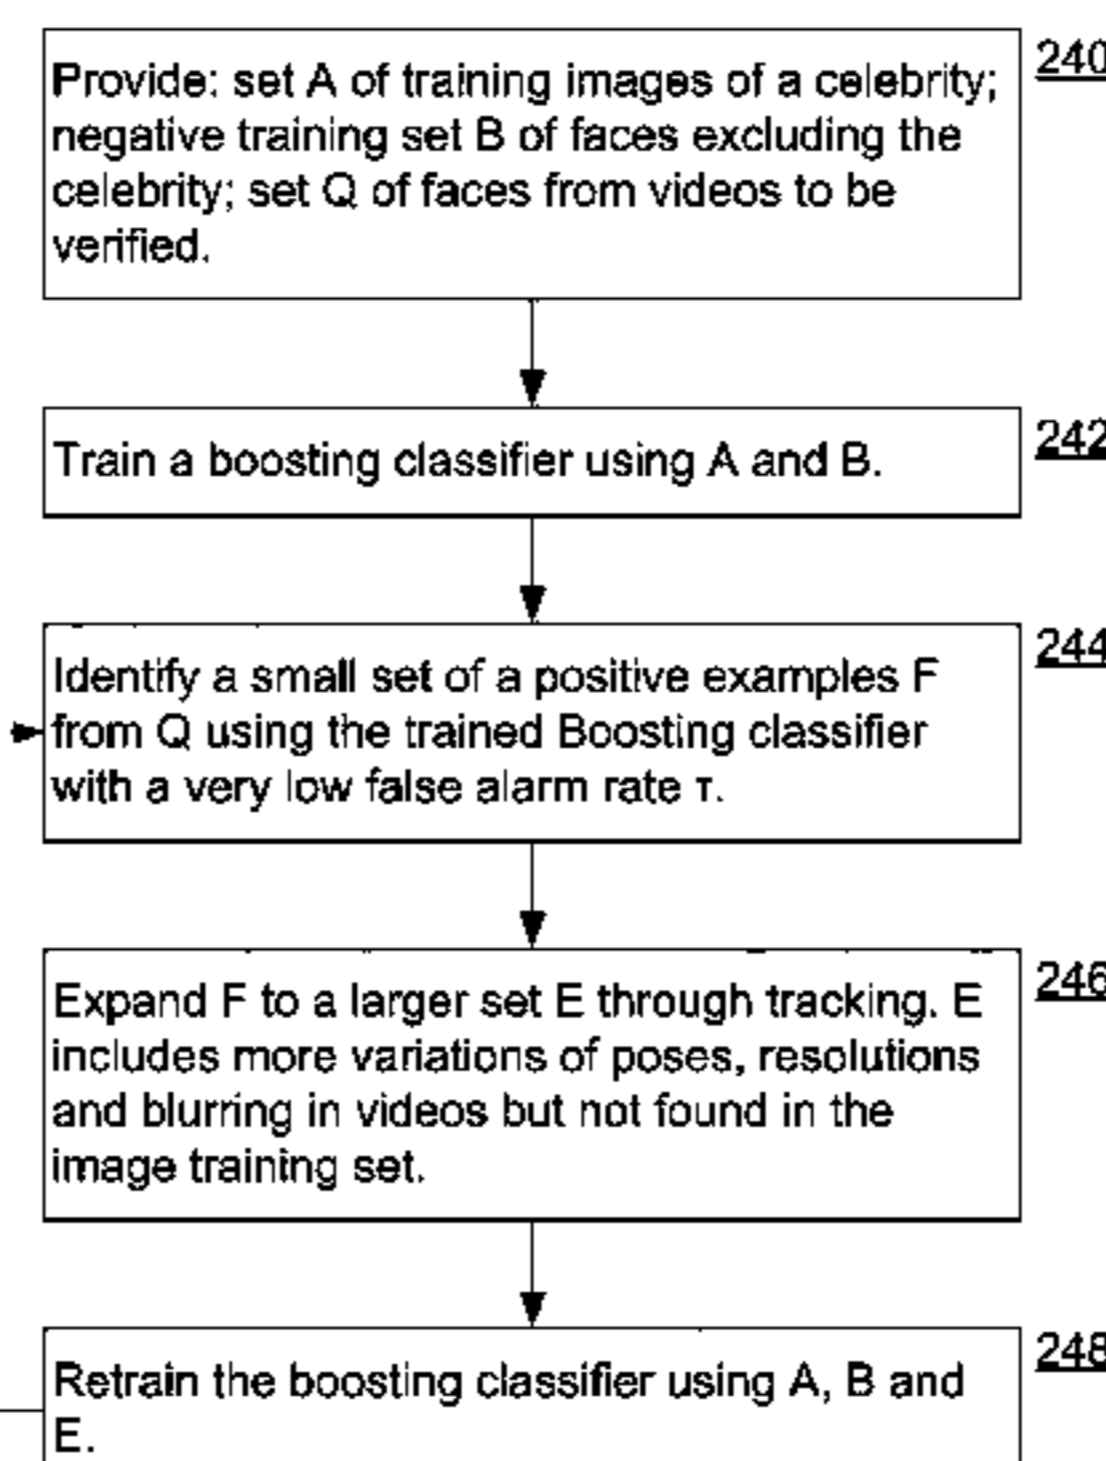 240
Provide: set A of training images of a celebrity;
negative training set B of faces excluding the
celebrity; set Q of faces from videos to be
verified.
242
Train a boosting classifier using A and B.
244
Identify a small set of a positive examples F
from Q using the trained Boosting classifier
with a very low false alarm rate τ.
246
Expand F to a larger set E through tracking. E
includes more variations of poses, resolutions
and blurring in videos but not found in the
image training set.
248
Retrain the boosting classifier using A, B and
E.